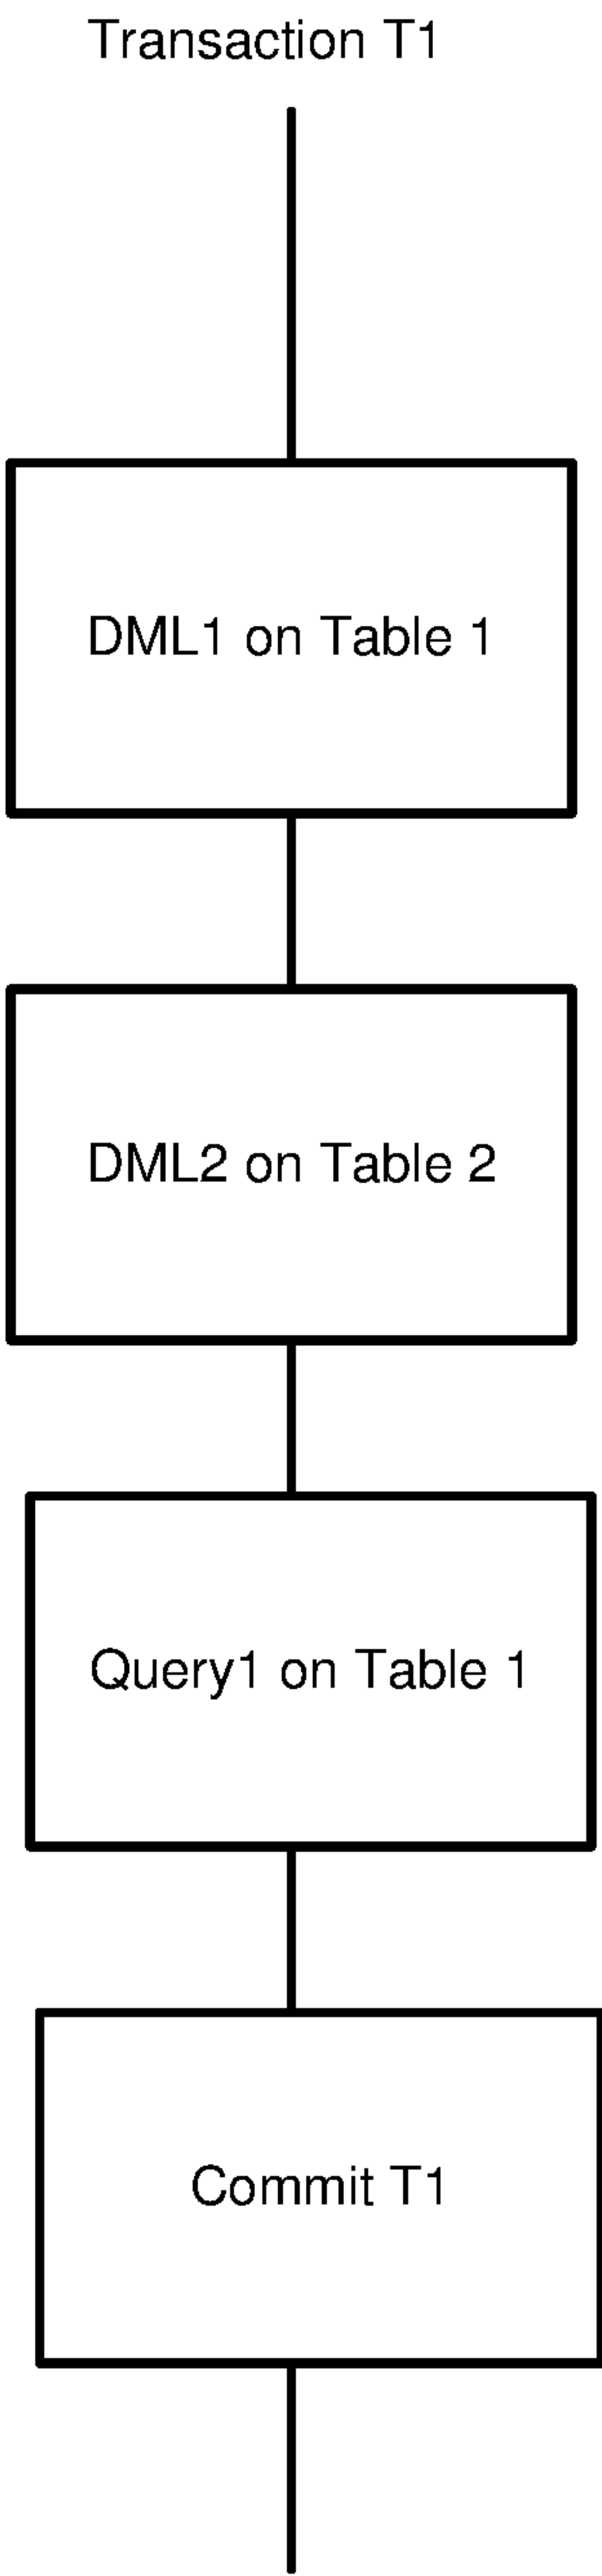 Transaction T1
DML1 on Table 1
DML2 on Table 2
Query1 on Table 1
Commit T1